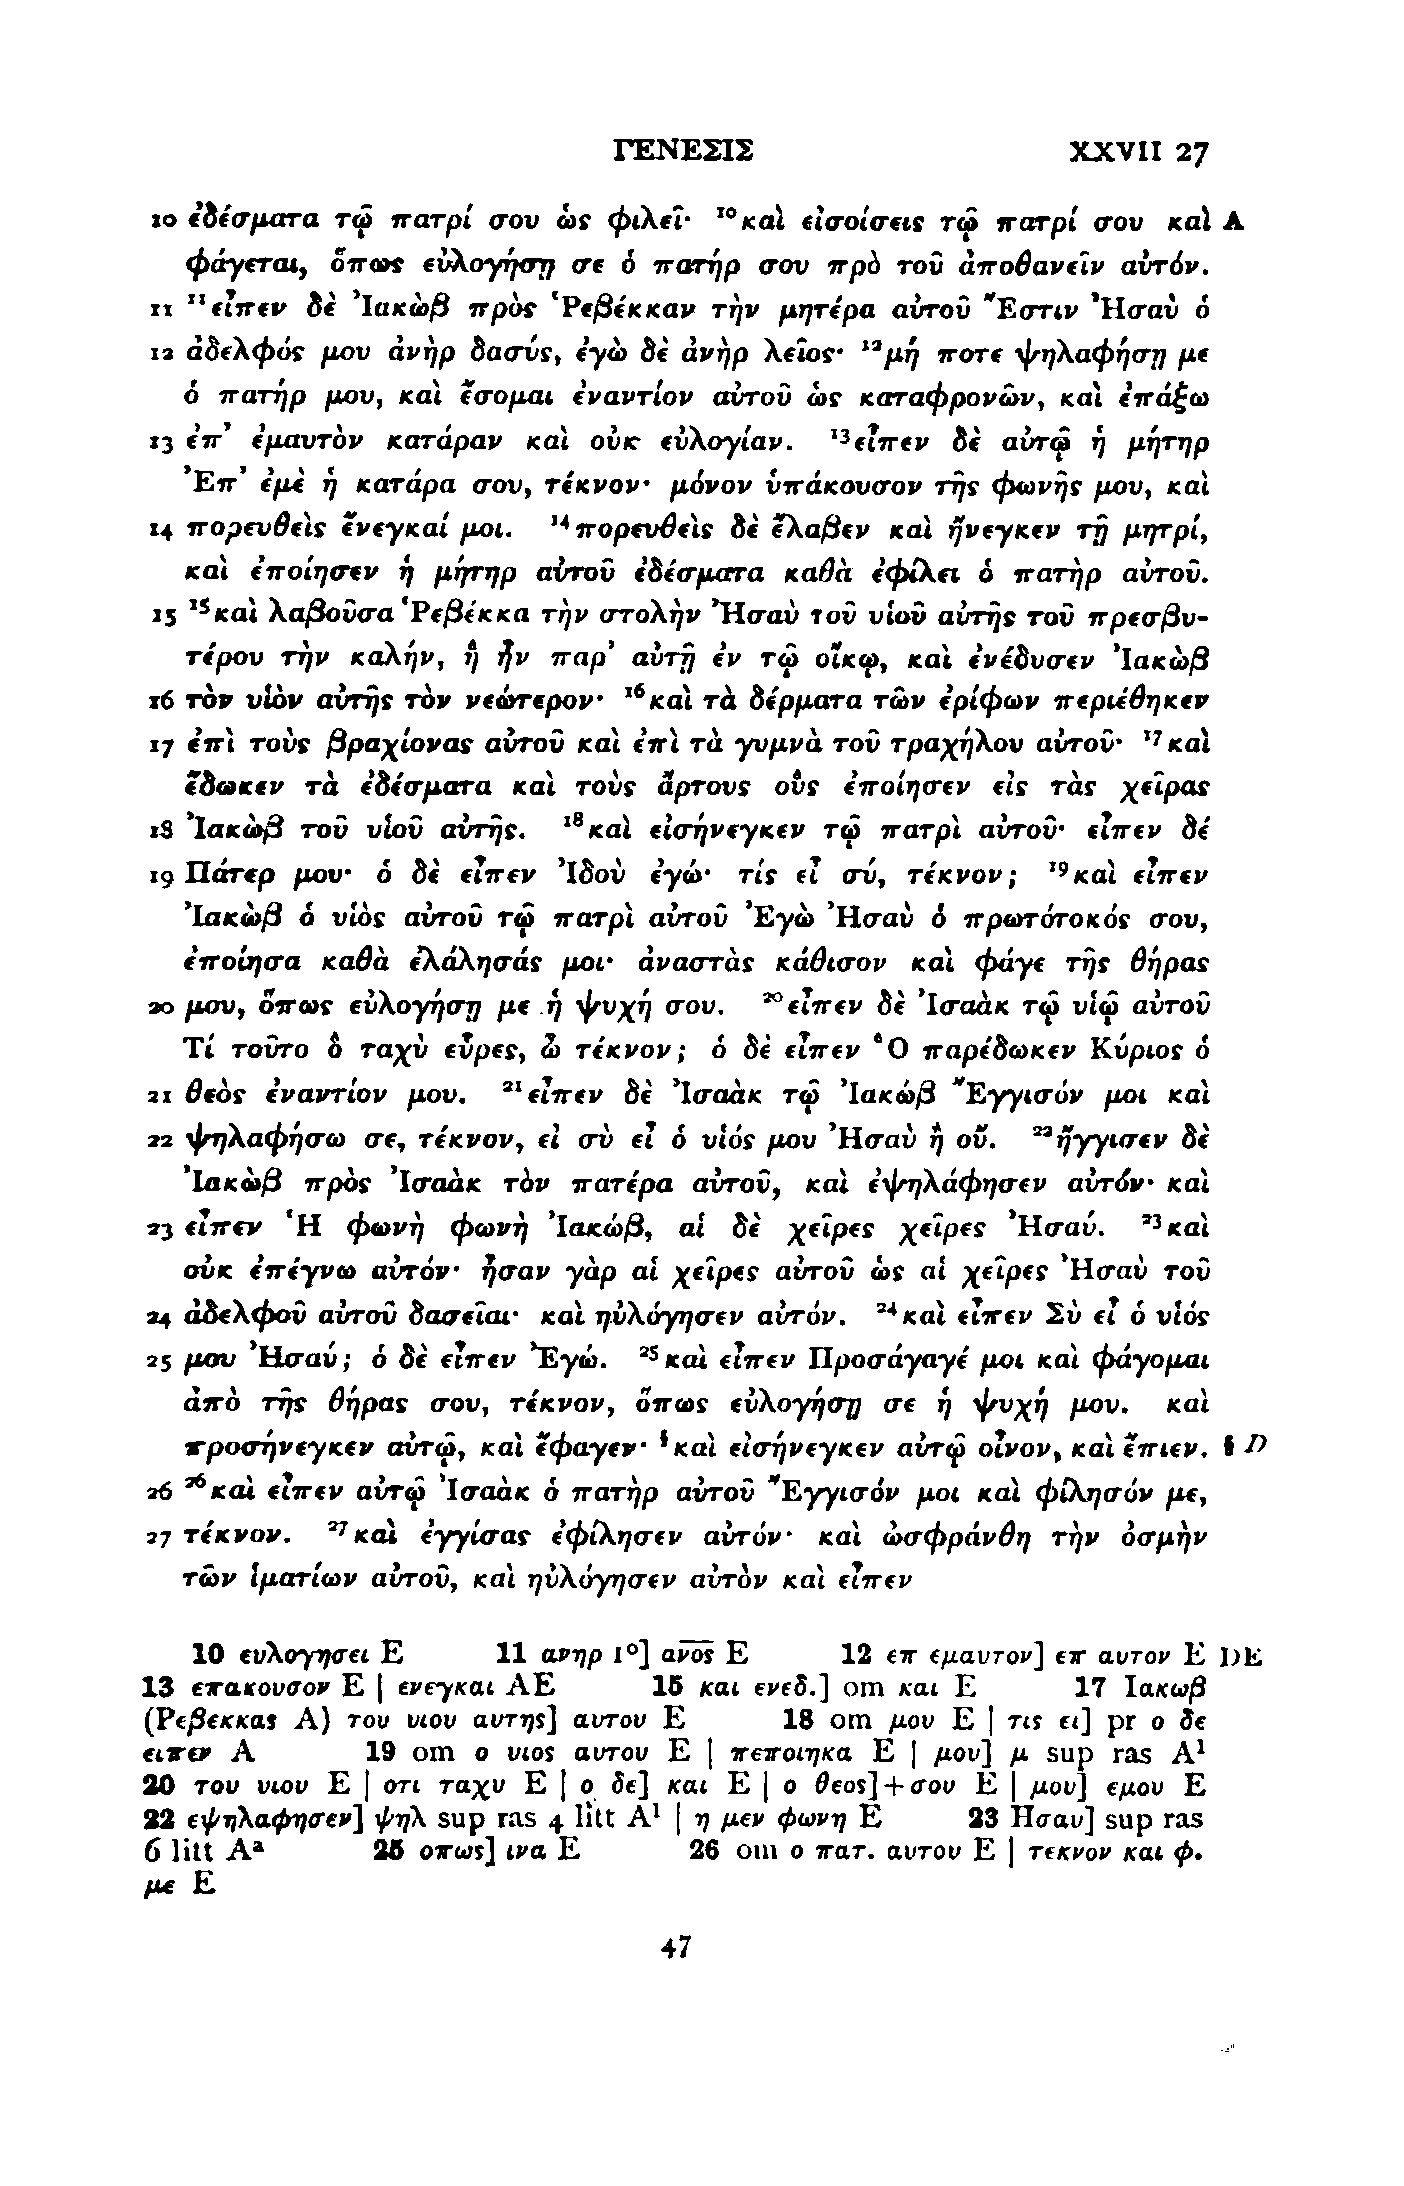 ΓΕΝΕΣΙΣ XXVII 27
10 ἐδέσματα τῷ πατρί σου ὡς φιλεῖ· ¹⁰καὶ εἰσοίσεις τῷ πατρί σου καὶ A
φάγεται, ὅπως εὐλογήσῃ σε ὁ πατήρ σου πρὸ τοῦ ἀποθανεῖν αὐτόν.
11 ¹¹εἶπεν δὲ Ἰακὼβ πρὸς Ῥεβέκκαν τὴν μητέρα αὐτοῦ Ἔστιν Ἠσαὺ ὁ
12 ἀδελφός μου ἀνὴρ δασύς, ἐγὼ δὲ ἀνὴρ λεῖος· ¹²μή ποτε ψηλαφήσῃ με
ὁ πατήρ μου, καὶ ἔσομαι ἐναντίον αὐτοῦ ὡς καταφρονῶν, καὶ ἐπάξω
13 ἐπ’ ἐμαυτὸν κατάραν καὶ οὐκ εὐλογίαν. ¹³εἶπεν δὲ αὐτῷ ἡ μήτηρ
Ἐπ’ ἐμὲ ἡ κατάρα σου, τέκνον· μόνον ὑπάκουσον τῆς φωνῆς μου, καὶ
14 πορευθεὶς ἔνεγκαί μοι. ¹⁴πορευθεὶς δὲ ἔλαβεν καὶ ἤνεγκεν τῇ μητρί,
καὶ ἐποίησεν ἡ μήτηρ αὐτοῦ ἐδέσματα καθὰ ἐφίλει ὁ πατὴρ αὐτοῦ.
15 ¹⁵καὶ λαβοῦσα Ῥεβέκκα τὴν στολὴν Ἠσαὺ τοῦ υἱοῦ αὐτῆς τοῦ πρεσβυ-
τέρου τὴν καλήν, ἣ ἦν παρ’ αὐτῇ ἐν τῷ οἴκῳ, καὶ ἐνέδυσεν Ἰακὼβ
16 τὸν υἱὸν αὐτῆς τὸν νεώτερον· ¹⁶καὶ τὰ δέρματα τῶν ἐρίφων περιέθηκεν
17 ἐπὶ τοὺς βραχίονας αὐτοῦ καὶ ἐπὶ τὰ γυμνὰ τοῦ τραχήλου αὐτοῦ· ¹⁷καὶ
ἔδωκεν τὰ ἐδέσματα καὶ τοὺς ἄρτους οὓς ἐποίησεν εἰς τὰς χεῖρας
18 Ἰακὼβ τοῦ υἱοῦ αὐτῆς. ¹⁸καὶ εἰσήνεγκεν τῷ πατρὶ αὐτοῦ· εἶπεν δέ
19 Πάτερ μου· ὁ δὲ εἶπεν Ἰδοὺ ἐγώ· τίς εἶ σύ, τέκνον; ¹⁹καὶ εἶπεν
Ἰακὼβ ὁ υἱὸς αὐτοῦ τῷ πατρὶ αὐτοῦ Ἐγὼ Ἠσαὺ ὁ πρωτότοκός σου,
ἐποίησα καθὰ ἐλάλησάς μοι· ἀναστὰς κάθισον καὶ φάγε τῆς θήρας
20 μου, ὅπως εὐλογήσῃ με ἡ ψυχή σου. ²⁰εἶπεν δὲ Ἰσαὰκ τῷ υἱῷ αὐτοῦ
Τί τοῦτο ὃ ταχὺ εὗρες, ὦ τέκνον; ὁ δὲ εἶπεν Ὃ παρέδωκεν Κύριος ὁ
21 θεὸς ἐναντίον μου. ²¹εἶπεν δὲ Ἰσαὰκ τῷ Ἰακώβ Ἔγγισόν μοι καὶ
22 ψηλαφήσω σε, τέκνον, εἰ σὺ εἶ ὁ υἱός μου Ἠσαὺ ἢ οὔ. ²²ἤγγισεν δὲ
Ἰακὼβ πρὸς Ἰσαὰκ τὸν πατέρα αὐτοῦ, καὶ ἐψηλάφησεν αὐτόν· καὶ
23 εἶπεν Ἡ φωνὴ φωνὴ Ἰακώβ, αἱ δὲ χεῖρες χεῖρες Ἠσαύ. ²³καὶ
οὐκ ἐπέγνω αὐτόν· ἦσαν γὰρ αἱ χεῖρες αὐτοῦ ὡς αἱ χεῖρες Ἠσαὺ τοῦ
24 ἀδελφοῦ αὐτοῦ δασεῖαι· καὶ ηὐλόγησεν αὐτόν. ²⁴καὶ εἶπεν Σὺ εἶ ὁ υἱός
25 μου Ἠσαύ; ὁ δὲ εἶπεν Ἐγώ. ²⁵καὶ εἶπεν Προσάγαγέ μοι καὶ φάγομαι
ἀπὸ τῆς θήρας σου, τέκνον, ὅπως εὐλογήσῃ σε ἡ ψυχή μου. καὶ
προσήνεγκεν αὐτῷ, καὶ ἔφαγεν· §καὶ εἰσήνεγκεν αὐτῷ οἶνον, καὶ ἔπιεν. § D
26 ²⁶καὶ εἶπεν αὐτῷ Ἰσαὰκ ὁ πατὴρ αὐτοῦ Ἔγγισόν μοι καὶ φίλησόν με,
27 τέκνον. ²⁷καὶ ἐγγίσας ἐφίλησεν αὐτόν· καὶ ὠσφράνθη τὴν ὀσμὴν
τῶν ἱματίων αὐτοῦ, καὶ ηὐλόγησεν αὐτὸν καὶ εἶπεν
10 ευλογησει E 11 ανηρ 1°] α̅ν̅ο̅ς̅ E 12 επ εμαυτον] επ αυτον E DE
13 επακουσον E | ενεγκαι AE 15 και ενεδ.] om και E 17 Ιακωβ
(Ρεβεκκας A) του υιου αυτης] αυτου E 18 om μου E | τις ει] pr ο δε
ειπεν A 19 om ο υιος αυτου E | πεποιηκα E | μου] μ sup ras A¹
20 του υιου E | οτι ταχυ E | ο δε] και E | ο θεος]+σου E | μου] εμου E
22 εψηλαφησεν] ψηλ sup ras 4 litt A¹ | η μεν φωνη E 23 Ησαυ] sup ras
6 litt Aᵃ 25 οπως] ινα E 26 om ο πατ. αυτου E | τεκνον και φ.
με E
47